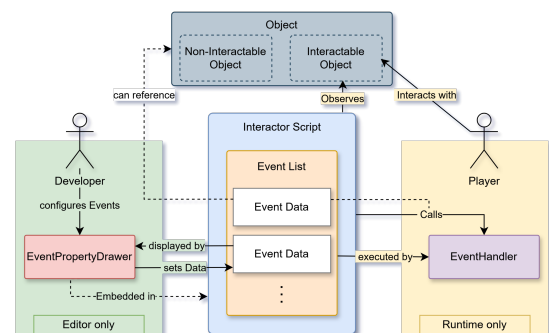 Object
Non-Interactable
Object
Interactable
Object
can reference
Observes
Interacts with
Interactor Script
Event List
Developer
Player
Event Data
configures Events
Calls
EventPropertyDrawer
displayed by
Event Data
sets Data
executed by
EventHandler
Embedded in
Editor only
Runtime only